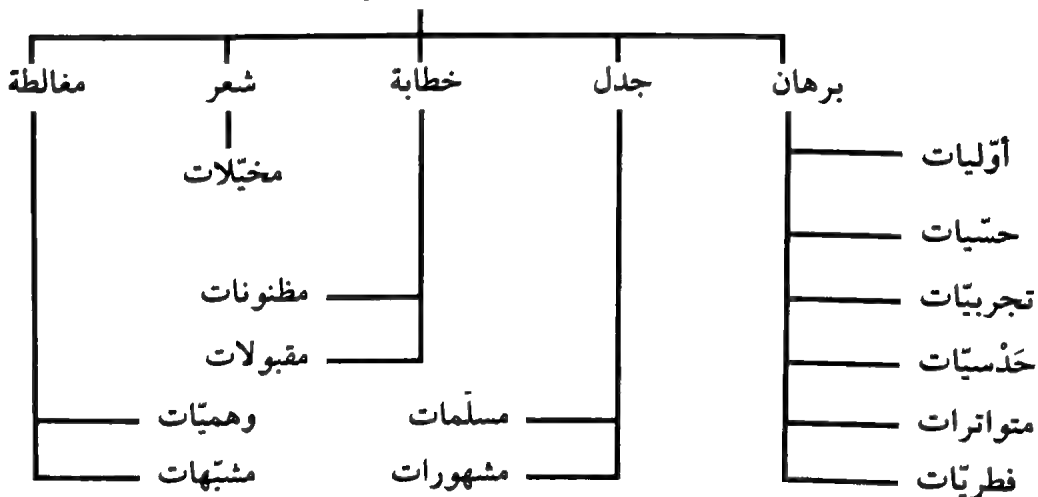 برهان جدل خطابة شعر مغالطة
أوّليات
مخيّلات
حسّيات
تجربيّات
مظنونات
حَدْسيّات
مقبولات
متواترات
مسلّمات
وهميّات
فطريّات
مشهورات
مشبّهات